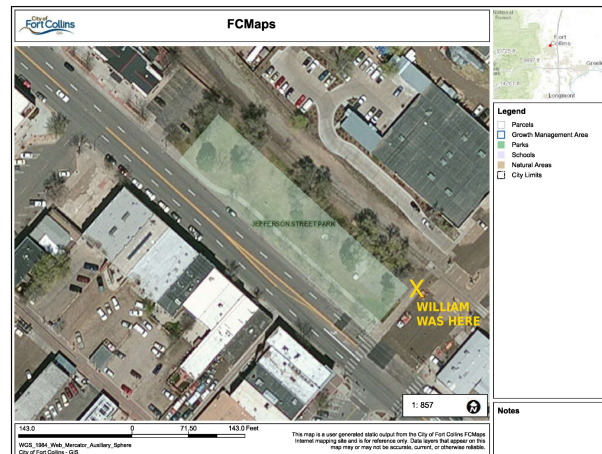 City of
Fort Collins
GIS
FCMaps
Fort
Collins
Longmont
Legend
Parcels
Growth Management Area
Parks
Schools
Natural Areas
City Limits
JEFFERSON STREET PARK
X
WILLIAM
WAS HERE
1: 857
Notes
143.0 0 71.50 143.0 Feet
WGS_1984_Web_Mercator_Auxiliary_Sphere
City of Fort Collins - GIS
This map is a user generated static output from the City of Fort Collins FCMaps
Internet mapping site and is for reference only. Data layers that appear on this
map may or may not be accurate, current, or otherwise reliable.